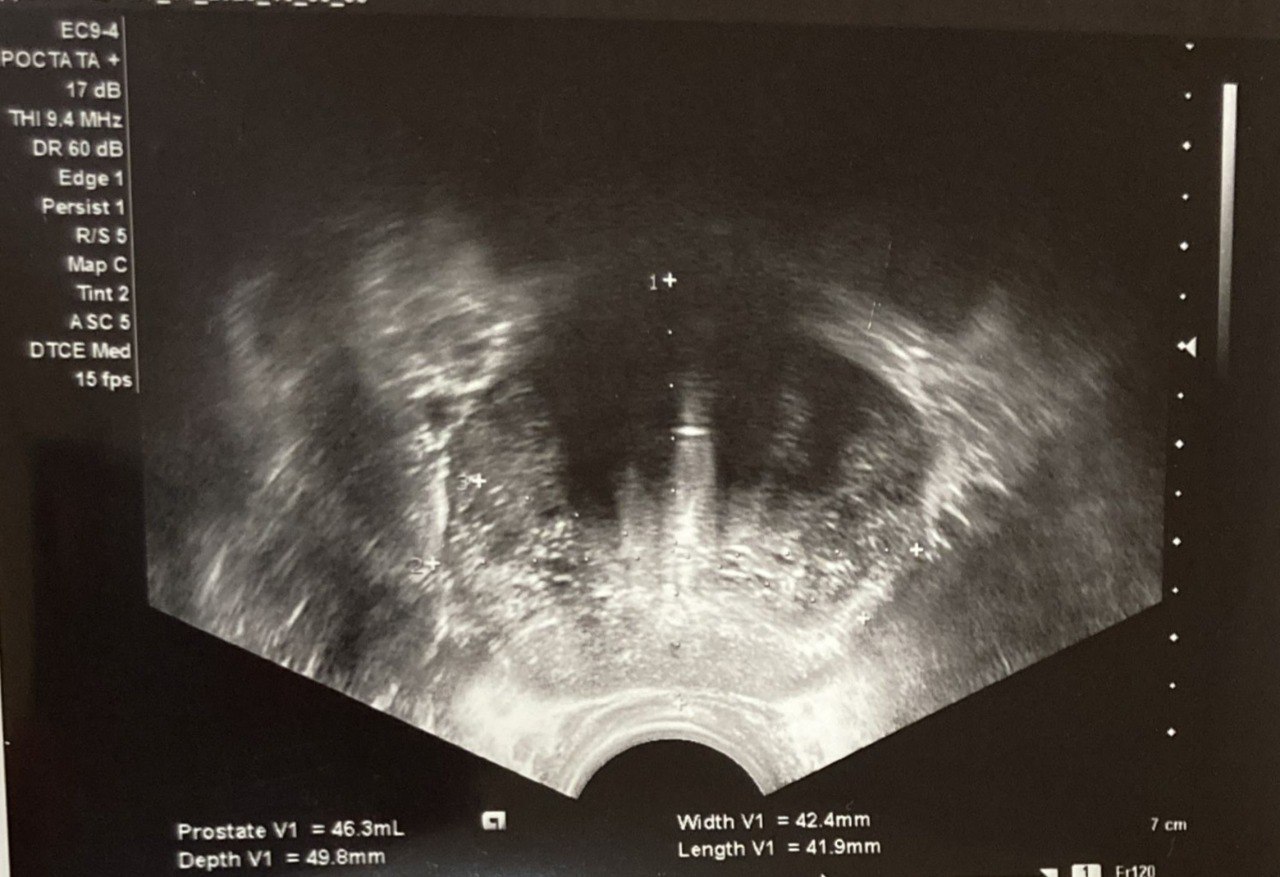 EC9-4
POCTATA +
17 dB
THI 9.4 MHz
DR 60 dB
Edge 1
Persist 1
R/S 5
Map C
Tint 2
ASC 5
DTCE Med
15 fps
1
Prostate V1 = 46.3mL
Depth V1 = 49.8mm
Width V1 = 42.4mm
Length V1 = 41.9mm
7 cm
1 Fr120